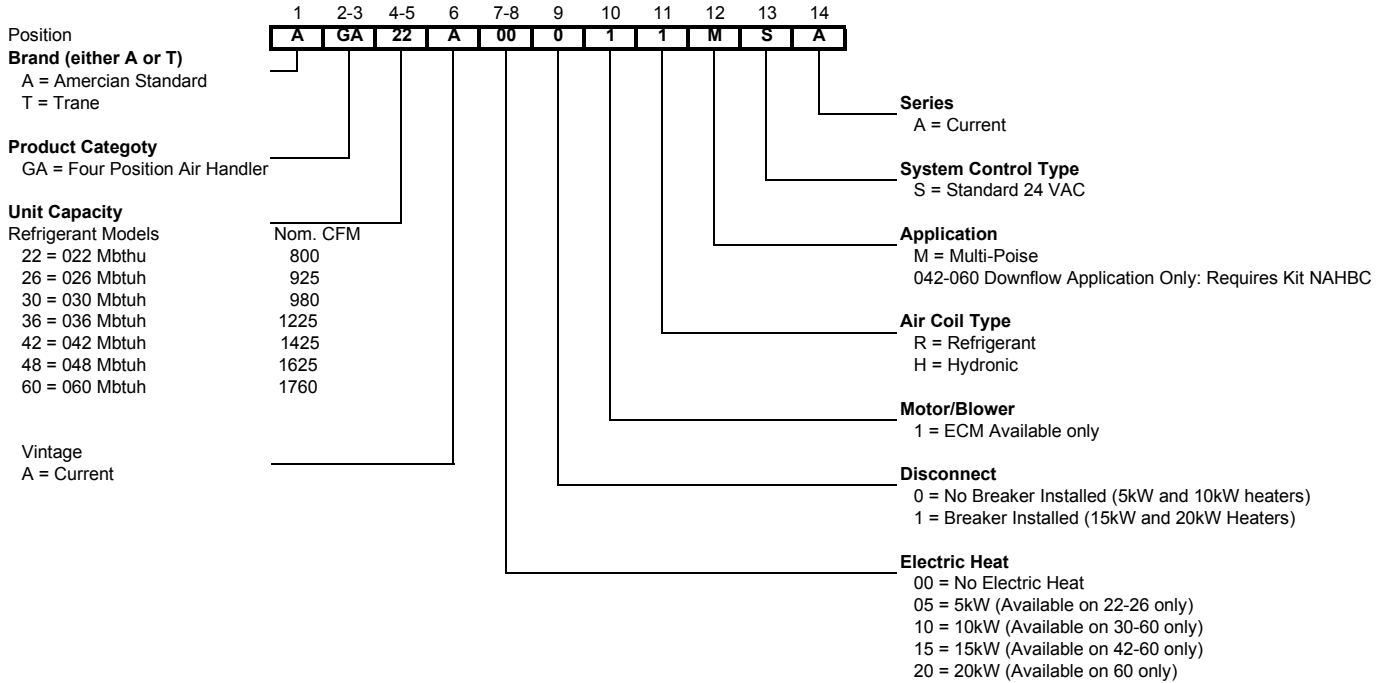 1 2-3 4-5 6 7-8 9 10 11 12 13 14
Position A GA 22 A 00 0 1 1 M S A
Brand (either A or T)
A = Amercian Standard
T = Trane
Product Categoty
GA = Four Position Air Handler
Unit Capacity
Refrigerant Models Nom. CFM
22 = 022 Mbthu 800
26 = 026 Mbtuh 925
30 = 030 Mbtuh 980
36 = 036 Mbtuh 1225
42 = 042 Mbtuh 1425
48 = 048 Mbtuh 1625
60 = 060 Mbtuh 1760
Vintage
A = Current
Series
A = Current
System Control Type
S = Standard 24 VAC
Application
M = Multi-Poise
042-060 Downflow Application Only: Requires Kit NAHBC
Air Coil Type
R = Refrigerant
H = Hydronic
Motor/Blower
1 = ECM Available only
Disconnect
0 = No Breaker Installed (5kW and 10kW heaters)
1 = Breaker Installed (15kW and 20kW Heaters)
Electric Heat
00 = No Electric Heat
05 = 5kW (Available on 22-26 only)
10 = 10kW (Available on 30-60 only)
15 = 15kW (Available on 42-60 only)
20 = 20kW (Available on 60 only)